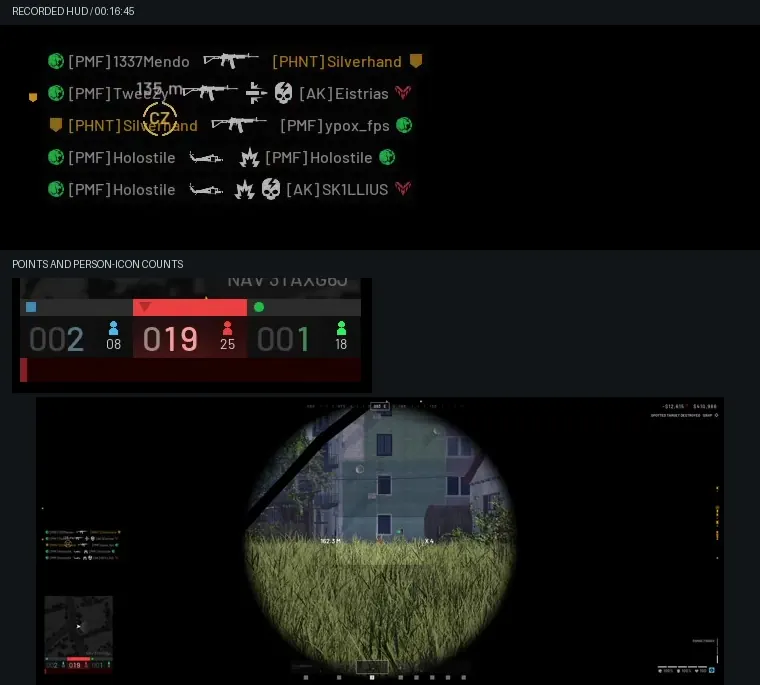 RECORDED HUD / 00:16:45
[PMF]1337Mendo [PHNT]Silverhand
135 m
[PMF]Tweezy [AK]Eistrias
CZ
[PHNT]Silverhand [PMF]ypox_fps
[PMF]Holostile [PMF]Holostile
[PMF]Holostile [AK]SK1LLIUS
POINTS AND PERSON-ICON COUNTS
002 08 019 25 001 18
162.3 M X 4